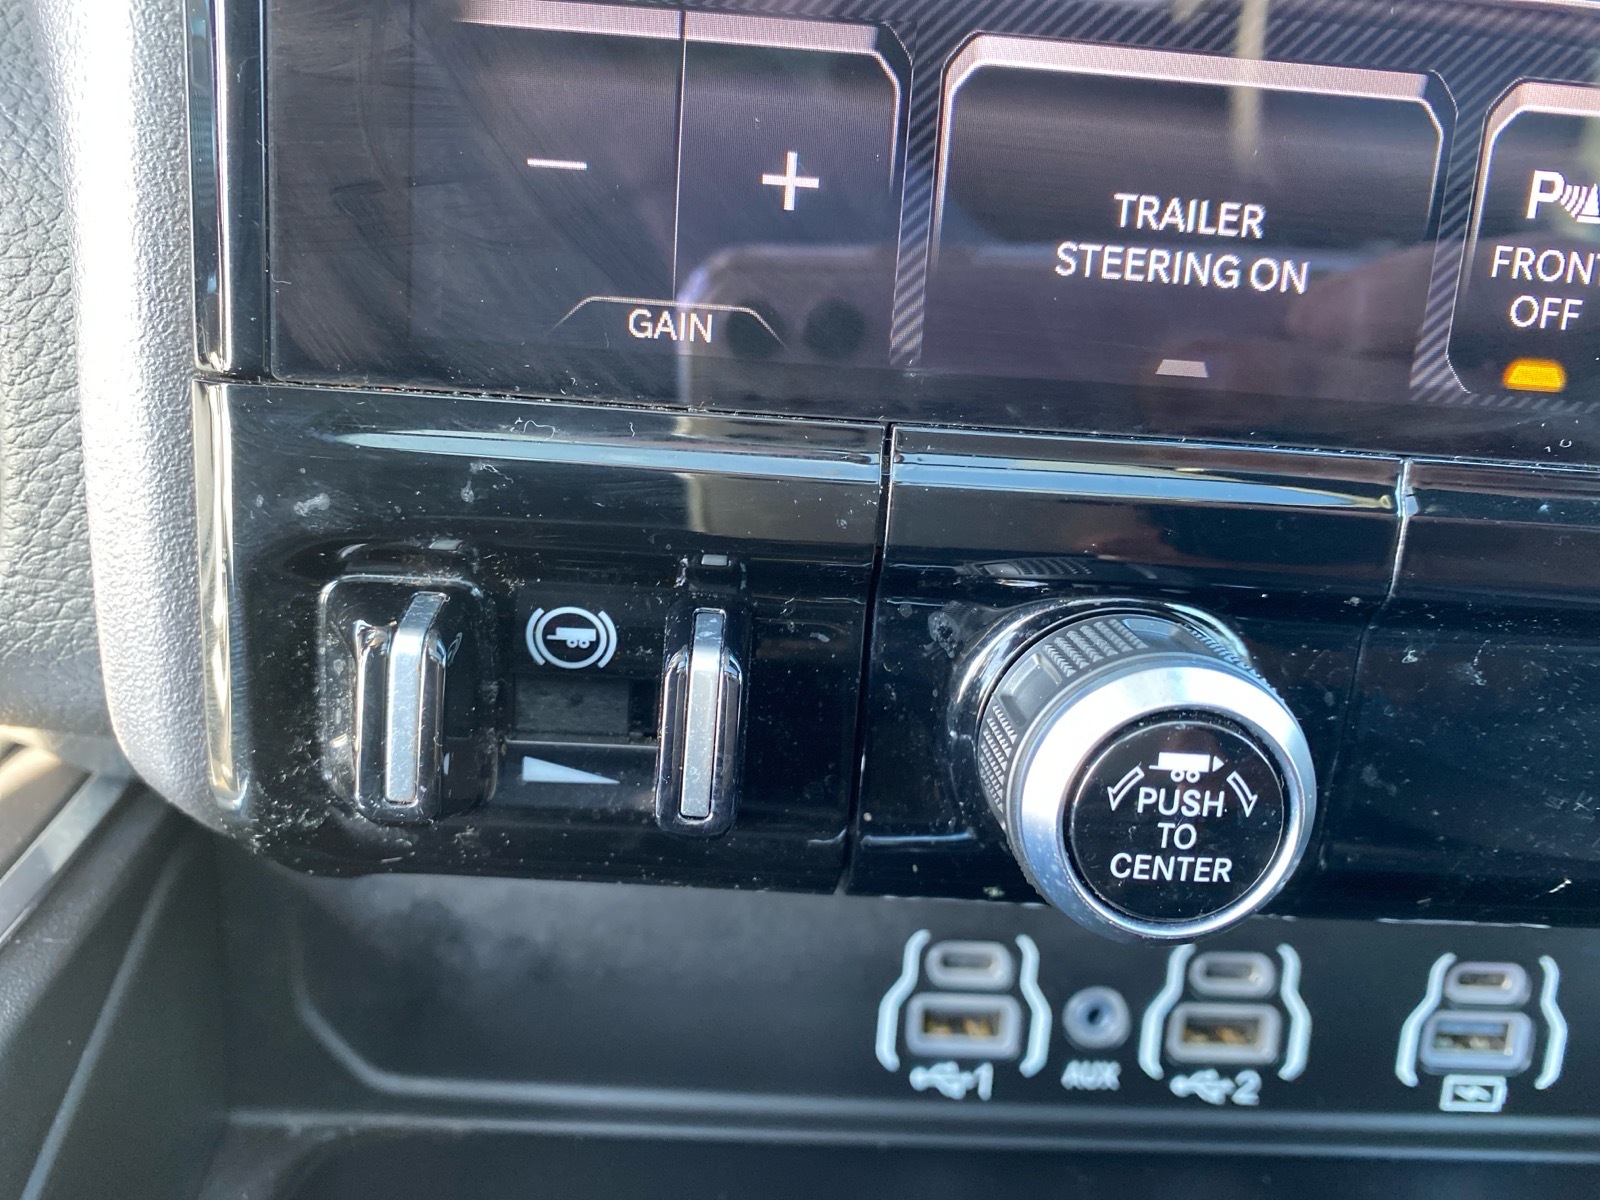 − +
GAIN
TRAILER
STEERING ON
P
FRONT
OFF
PUSH
TO
CENTER
1
AUX
2